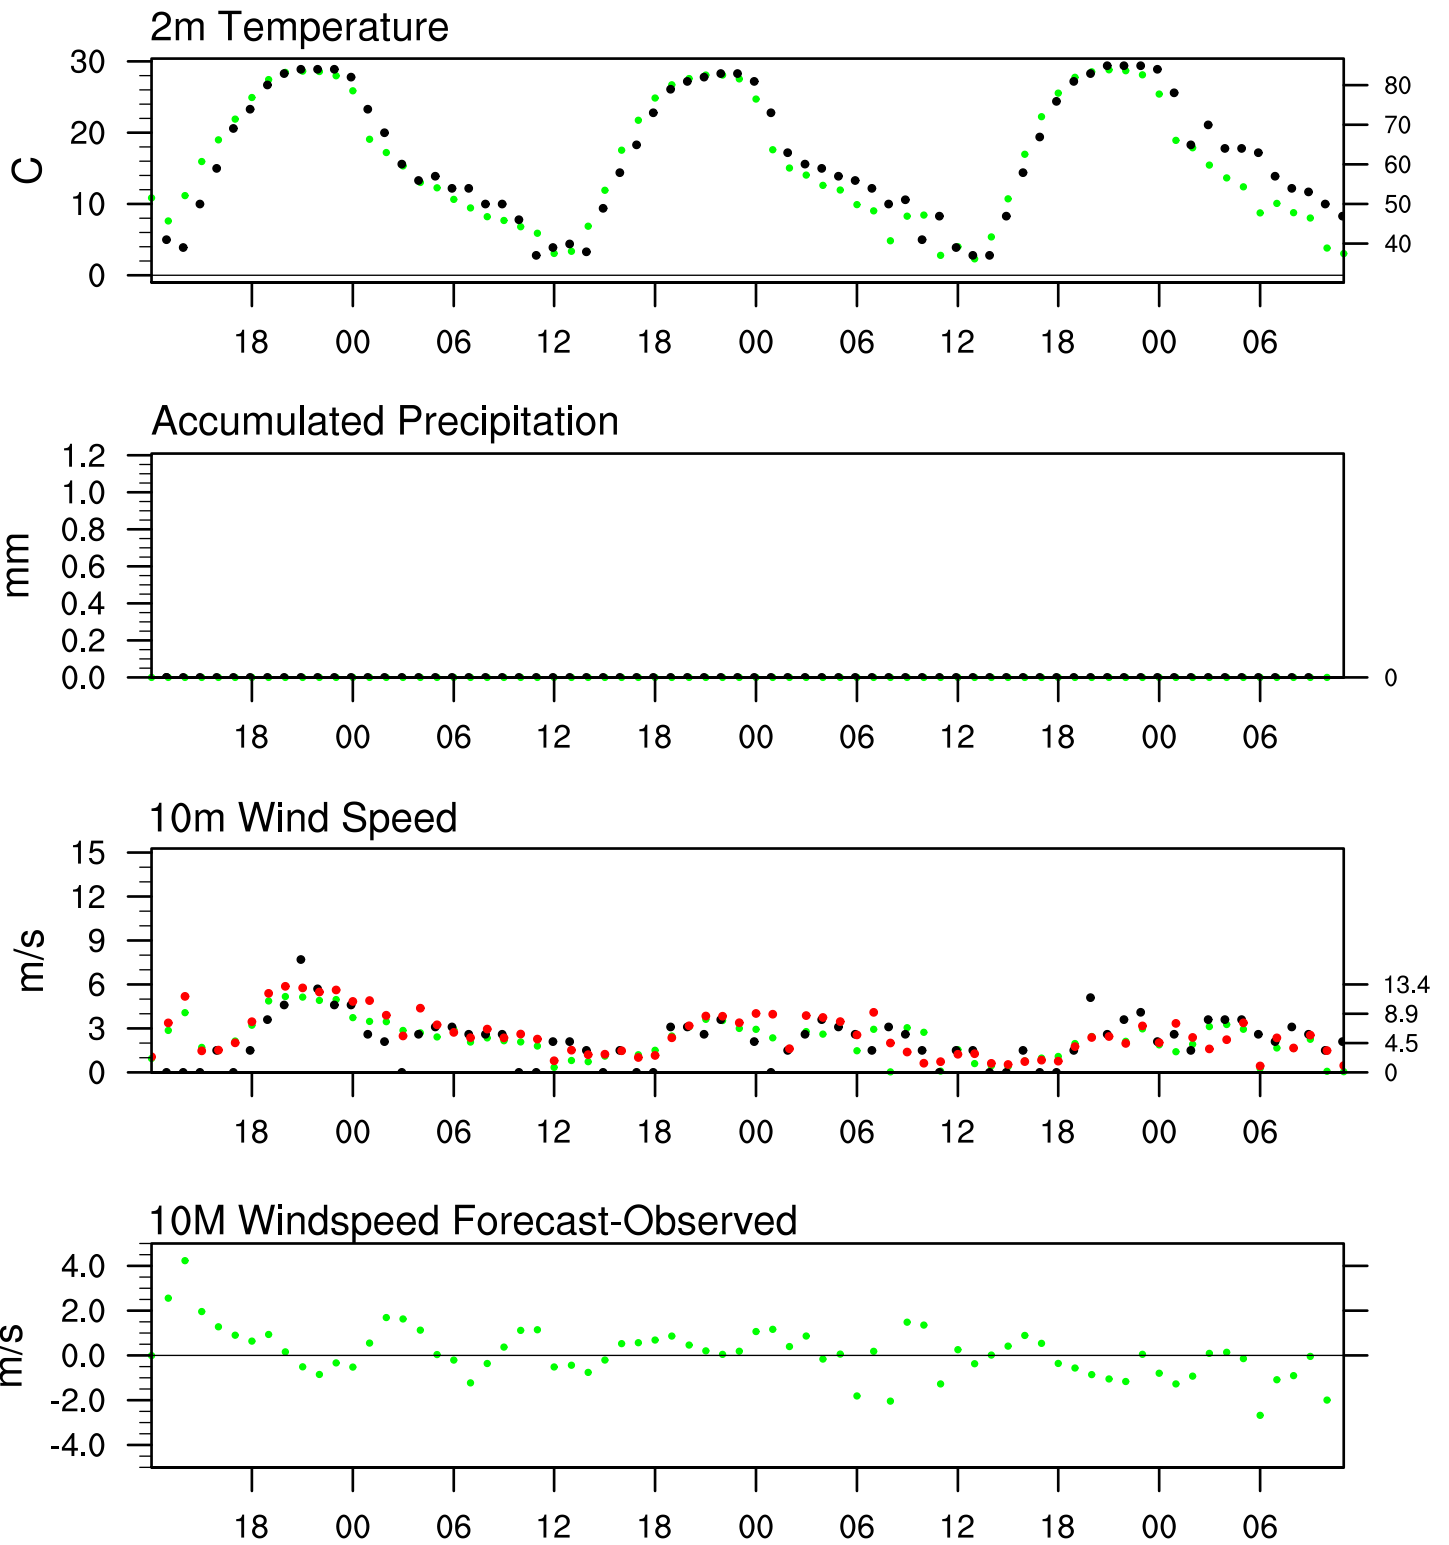 2m Temperature
30
20
10
0
C
80
70
60
50
40
18 00 06 12 18 00 06 12 18 00 06
Accumulated Precipitation
1.2
1.0
0.8
0.6
0.4
0.2
0.0
mm
0
18 00 06 12 18 00 06 12 18 00 06
10m Wind Speed
15
12
9
6
3
0
m/s
13.4
8.9
4.5
0
18 00 06 12 18 00 06 12 18 00 06
10M Windspeed Forecast-Observed
4.0
2.0
0.0
-2.0
-4.0
m/s
18 00 06 12 18 00 06 12 18 00 06